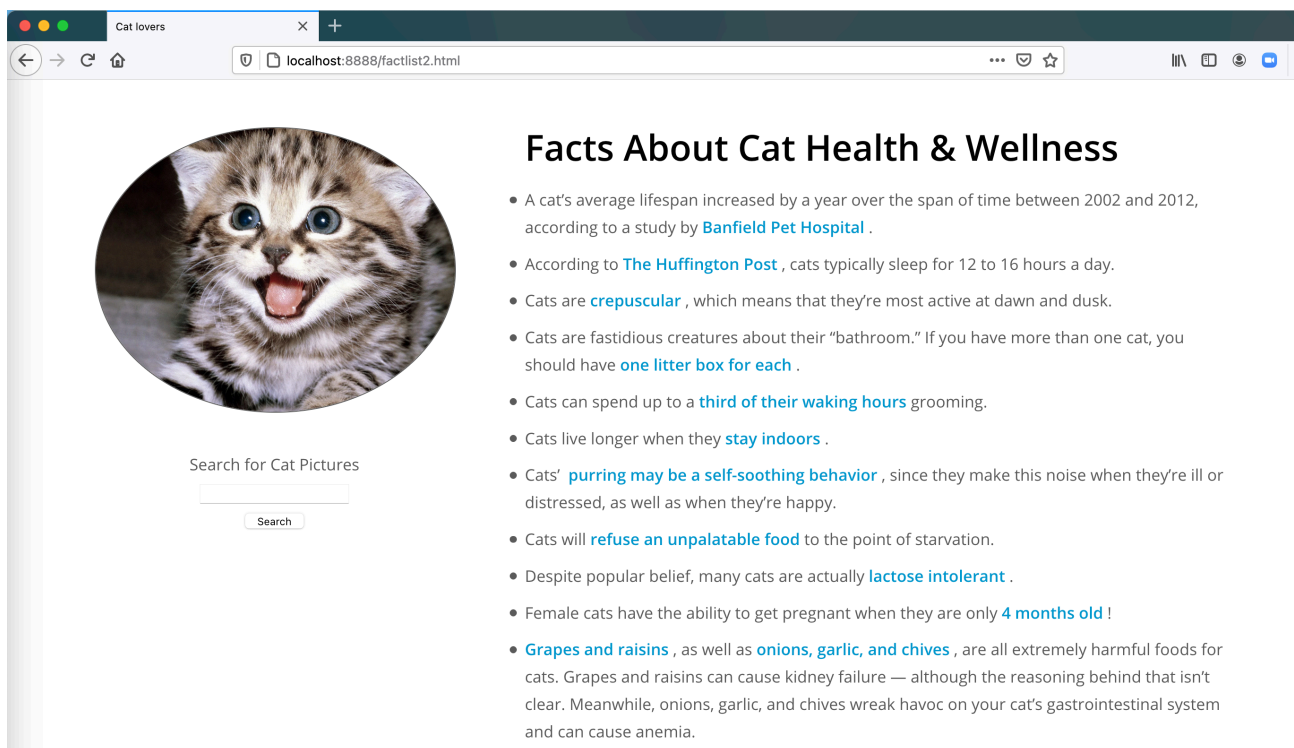 Cat lovers
localhost:8888/factlist2.html
Search for Cat Pictures
Search
Facts About Cat Health & Wellness
• A cat’s average lifespan increased by a year over the span of time between 2002 and 2012,
according to a study by Banfield Pet Hospital .
• According to The Huffington Post , cats typically sleep for 12 to 16 hours a day.
• Cats are crepuscular , which means that they’re most active at dawn and dusk.
• Cats are fastidious creatures about their “bathroom.” If you have more than one cat, you
should have one litter box for each .
• Cats can spend up to a third of their waking hours grooming.
• Cats live longer when they stay indoors .
• Cats’ purring may be a self-soothing behavior , since they make this noise when they’re ill or
distressed, as well as when they’re happy.
• Cats will refuse an unpalatable food to the point of starvation.
• Despite popular belief, many cats are actually lactose intolerant .
• Female cats have the ability to get pregnant when they are only 4 months old !
• Grapes and raisins , as well as onions, garlic, and chives , are all extremely harmful foods for
cats. Grapes and raisins can cause kidney failure — although the reasoning behind that isn’t
clear. Meanwhile, onions, garlic, and chives wreak havoc on your cat’s gastrointestinal system
and can cause anemia.